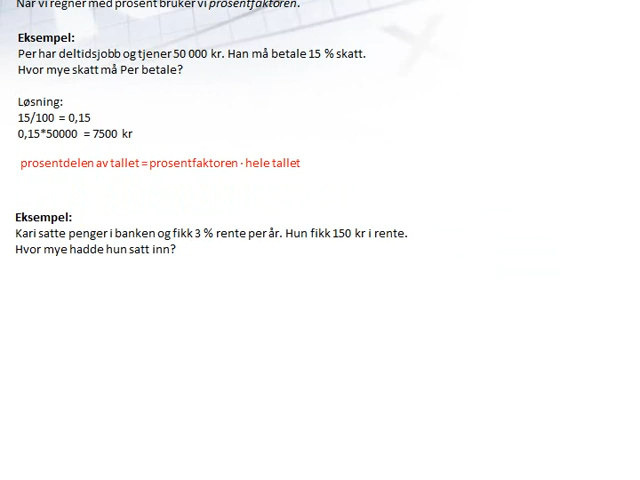 Når vi regner med prosent bruker vi prosentfaktoren.
Eksempel:
Per har deltidsjobb og tjener 50 000 kr. Han må betale 15 % skatt.
Hvor mye skatt må Per betale?
Løsning:
15/100 = 0,15
0,15*50000 = 7500 kr
prosentdelen av tallet = prosentfaktoren · hele tallet
Eksempel:
Kari satte penger i banken og fikk 3 % rente per år. Hun fikk 150 kr i rente.
Hvor mye hadde hun satt inn?